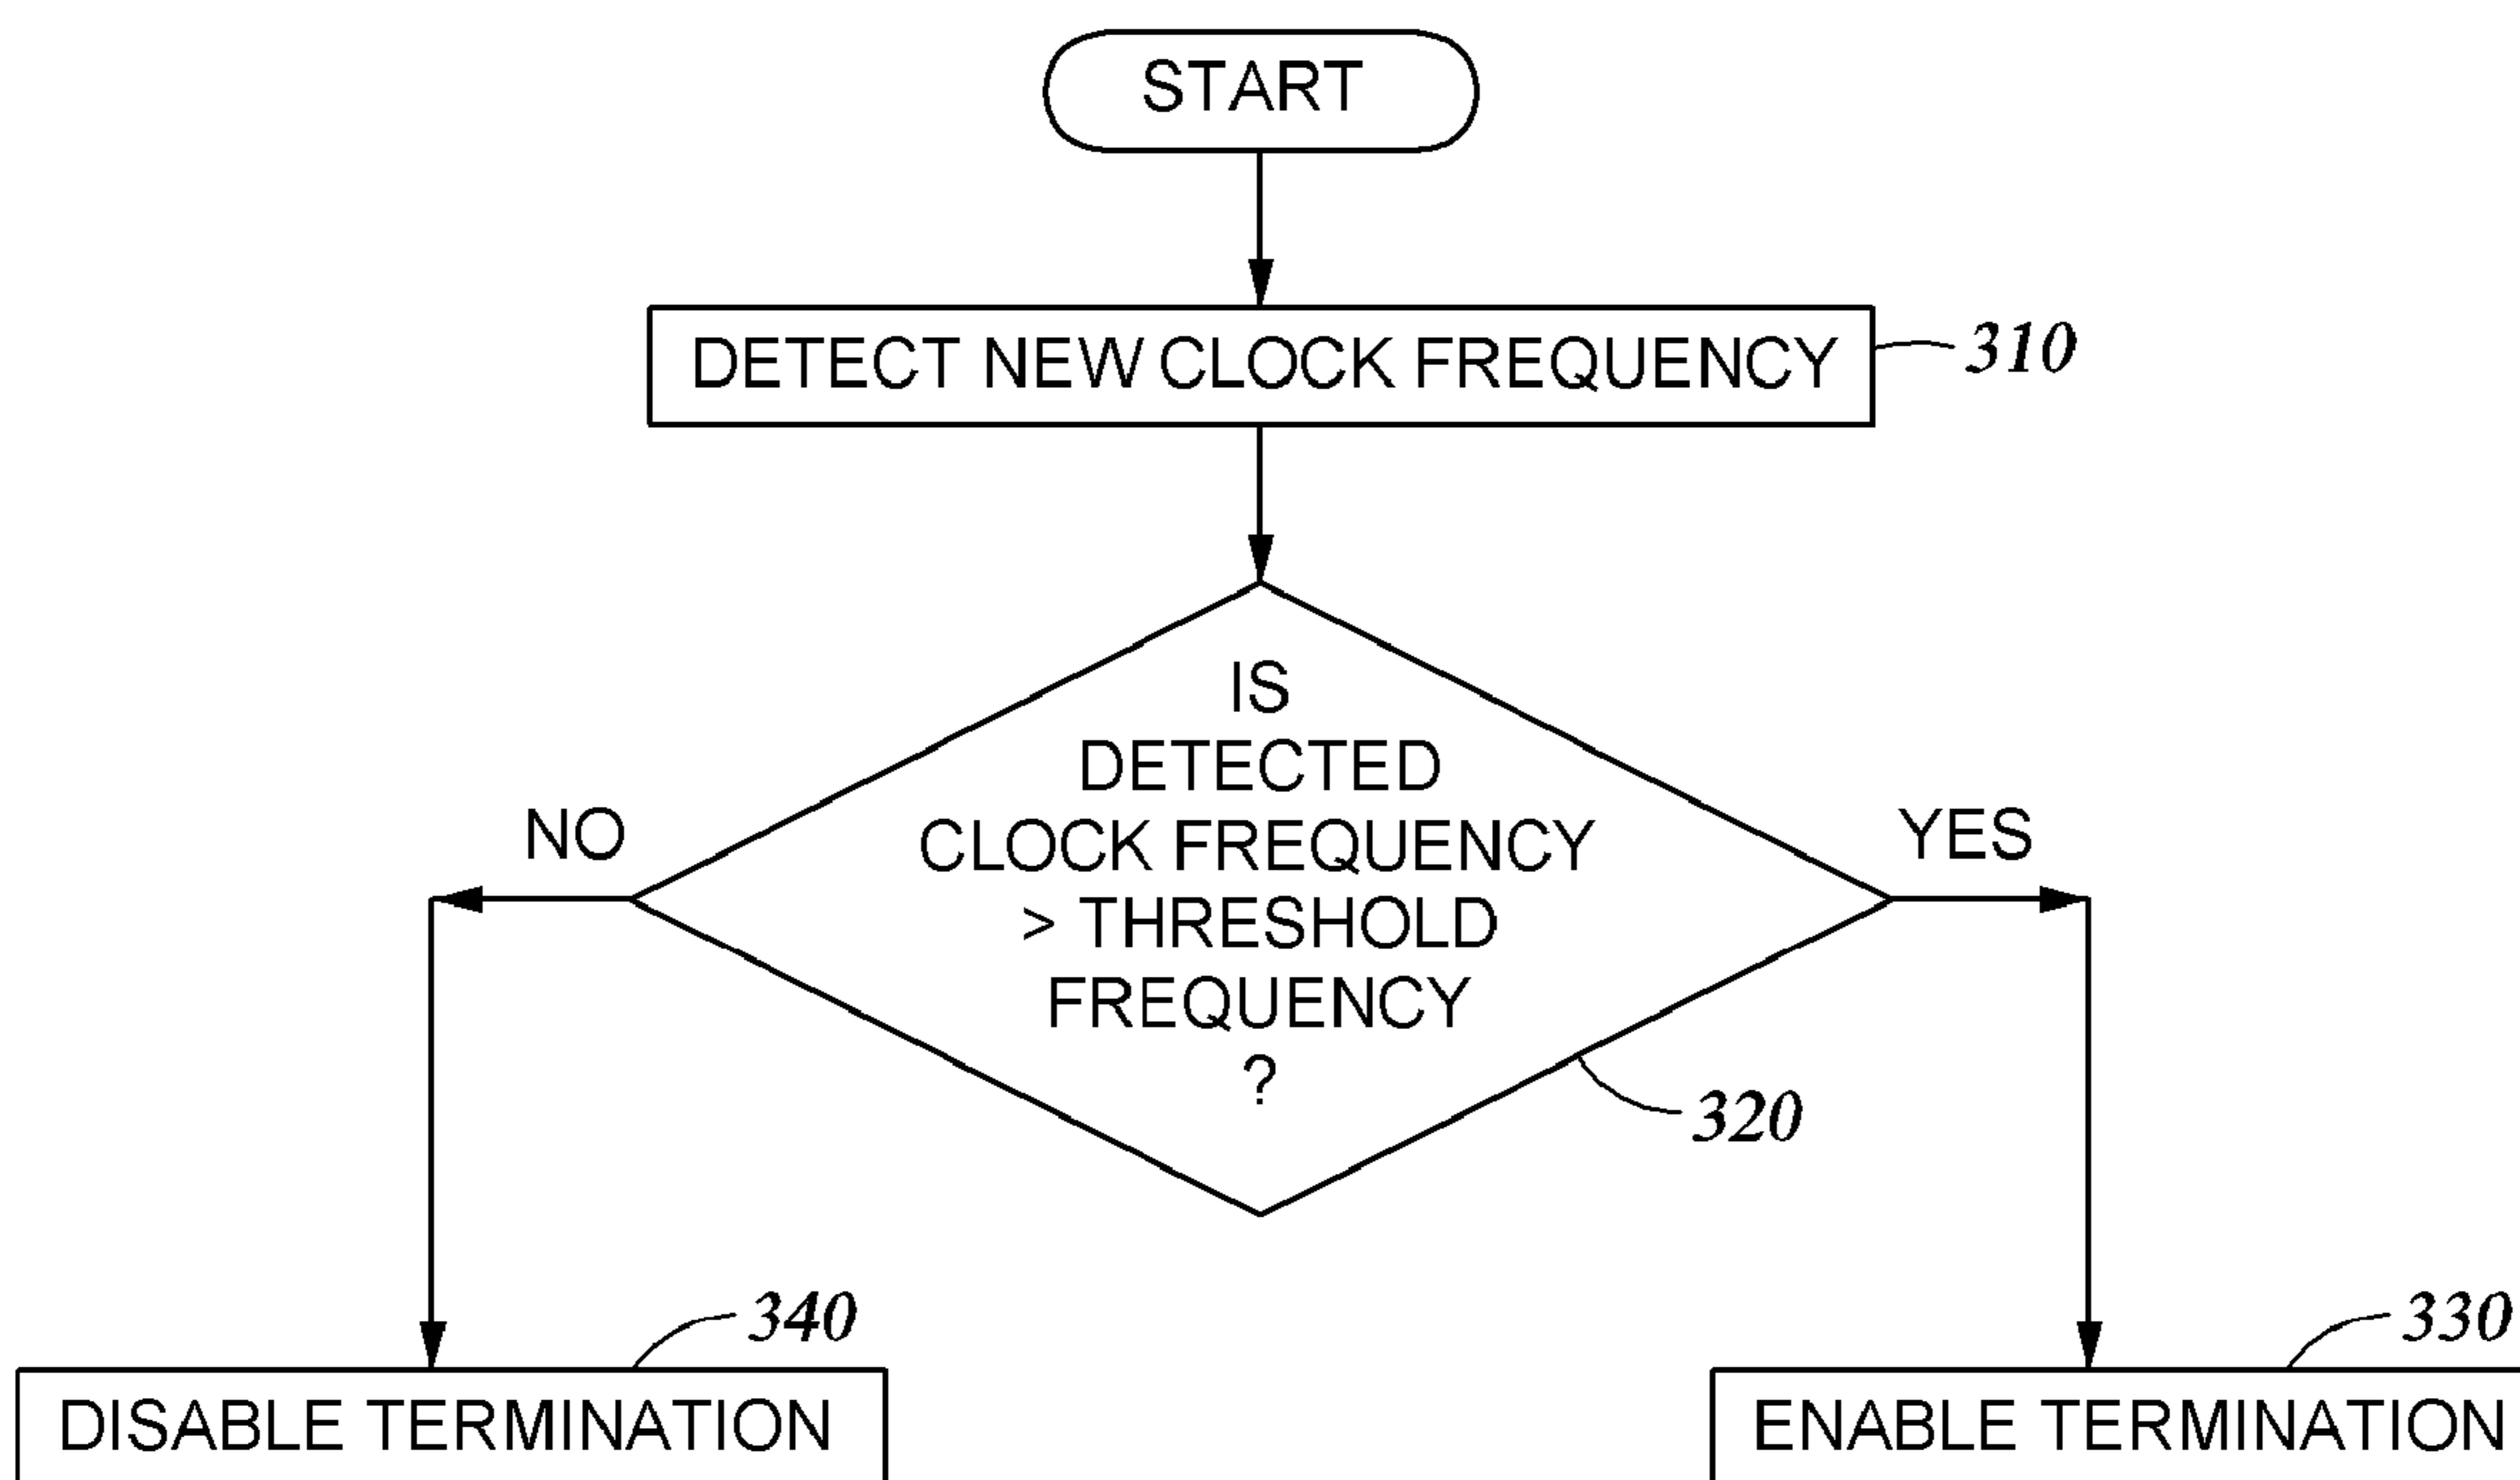 START
DETECT NEW CLOCK FREQUENCY
310
IS
DETECTED
CLOCK FREQUENCY
> THRESHOLD
FREQUENCY
?
NO
YES
320
340
330
DISABLE TERMINATION
ENABLE TERMINATION